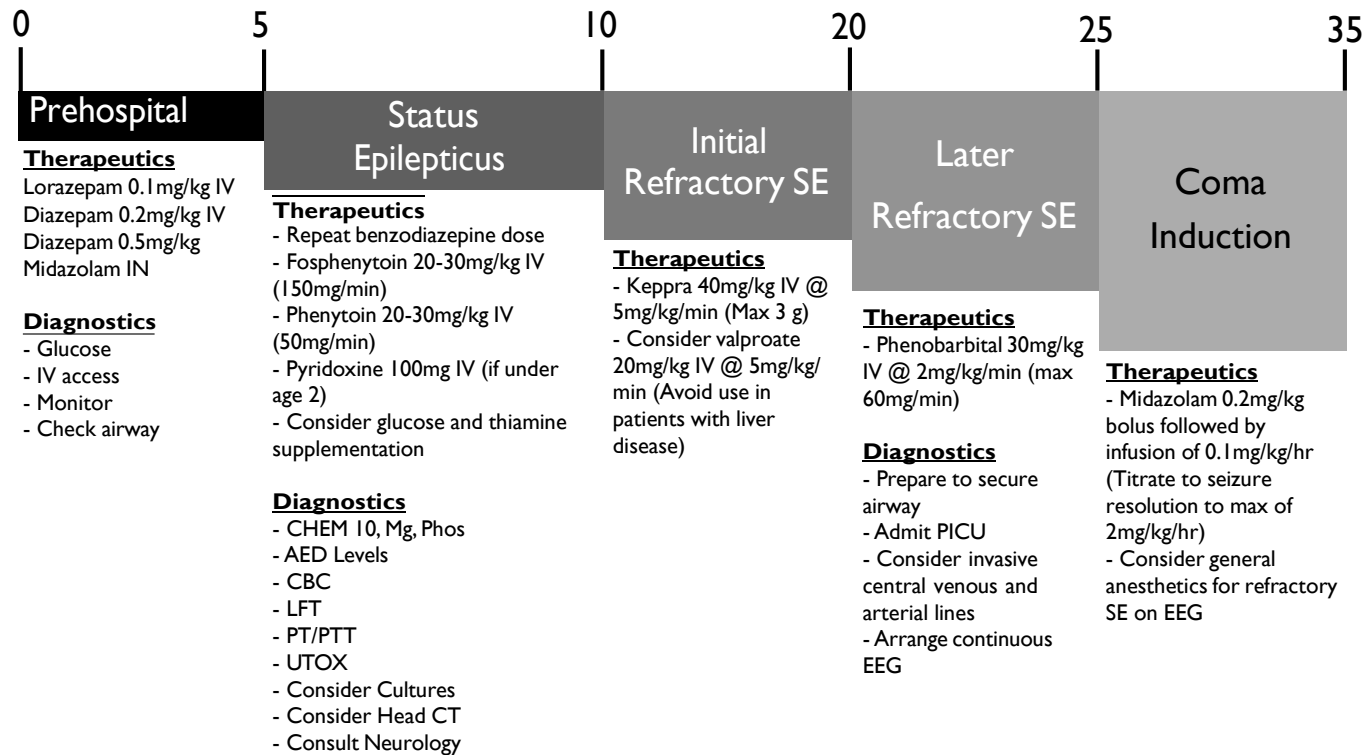 0 5 10 20 25 35
Prehospital
Therapeutics
Lorazepam 0.1mg/kg IV
Diazepam 0.2mg/kg IV
Diazepam 0.5mg/kg
Midazolam IN
Diagnostics
- Glucose
- IV access
- Monitor
- Check airway
Status
Epilepticus
Therapeutics
- Repeat benzodiazepine dose
- Fosphenytoin 20-30mg/kg IV
(150mg/min)
- Phenytoin 20-30mg/kg IV
(50mg/min)
- Pyridoxine 100mg IV (if under
age 2)
- Consider glucose and thiamine
supplementation
Diagnostics
- CHEM 10, Mg, Phos
- AED Levels
- CBC
- LFT
- PT/PTT
- UTOX
- Consider Cultures
- Consider Head CT
- Consult Neurology
Initial
Refractory SE
Therapeutics
- Keppra 40mg/kg IV @
5mg/kg/min (Max 3 g)
- Consider valproate
20mg/kg IV @ 5mg/kg/
min (Avoid use in
patients with liver
disease)
Later
Refractory SE
Therapeutics
- Phenobarbital 30mg/kg
IV @ 2mg/kg/min (max
60mg/min)
Diagnostics
- Prepare to secure
airway
- Admit PICU
- Consider invasive
central venous and
arterial lines
- Arrange continuous
EEG
Coma
Induction
Therapeutics
- Midazolam 0.2mg/kg
bolus followed by
infusion of 0.1mg/kg/hr
(Titrate to seizure
resolution to max of
2mg/kg/hr)
- Consider general
anesthetics for refractory
SE on EEG